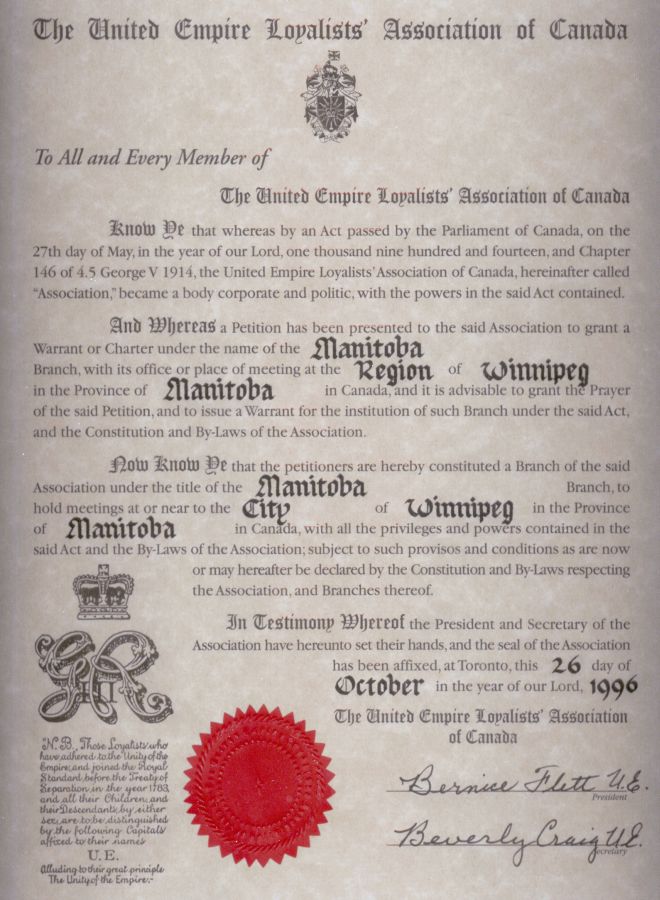 The United Empire Loyalists' Association of Canada
To All and Every Member of
The United Empire Loyalists' Association of Canada
Know Ye that whereas by an Act passed by the Parliament of Canada, on the
27th day of May, in the year of our Lord, one thousand nine hundred and fourteen, and Chapter
146 of 4.5 George V 1914, the United Empire Loyalists' Association of Canada, hereinafter called
"Association," became a body corporate and politic, with the powers in the said Act contained.
And Whereas a Petition has been presented to the said Association to grant a
Warrant or Charter under the name of the Manitoba
Branch, with its office or place of meeting at the Region of Winnipeg
in the Province of Manitoba in Canada, and it is advisable to grant the Prayer
of the said Petition, and to issue a Warrant for the institution of such Branch under the said Act,
and the Constitution and By-Laws of the Association.
Now Know Ye that the petitioners are hereby constituted a Branch of the said
Association under the title of the Manitoba Branch, to
hold meetings at or near to the City of Winnipeg in the Province
of Manitoba in Canada, with all the privileges and powers contained in the
said Act and the By-Laws of the Association; subject to such provisos and conditions as are now
or may hereafter be declared by the Constitution and By-Laws respecting
the Association, and Branches thereof.
In Testimony Whereof the President and Secretary of the
Association have hereunto set their hands, and the seal of the Association
has been affixed, at Toronto, this 26 day of
October in the year of our Lord, 1996
The United Empire Loyalists' Association
of Canada
Bernice Flett U.E.
President
Beverly Craig U.E.
Secretary
GR
III
N.B. Those Loyalists who
have adhered to the Unity of the
Empire, and joined the Royal
Standard before the Treaty of
Separation in the year 1783,
and all their Children and
their Descendants by either
sex, are to be distinguished
by the following Capitals
affixed to their names
U.E.
Alluding to their great principle
The Unity of the Empire.-